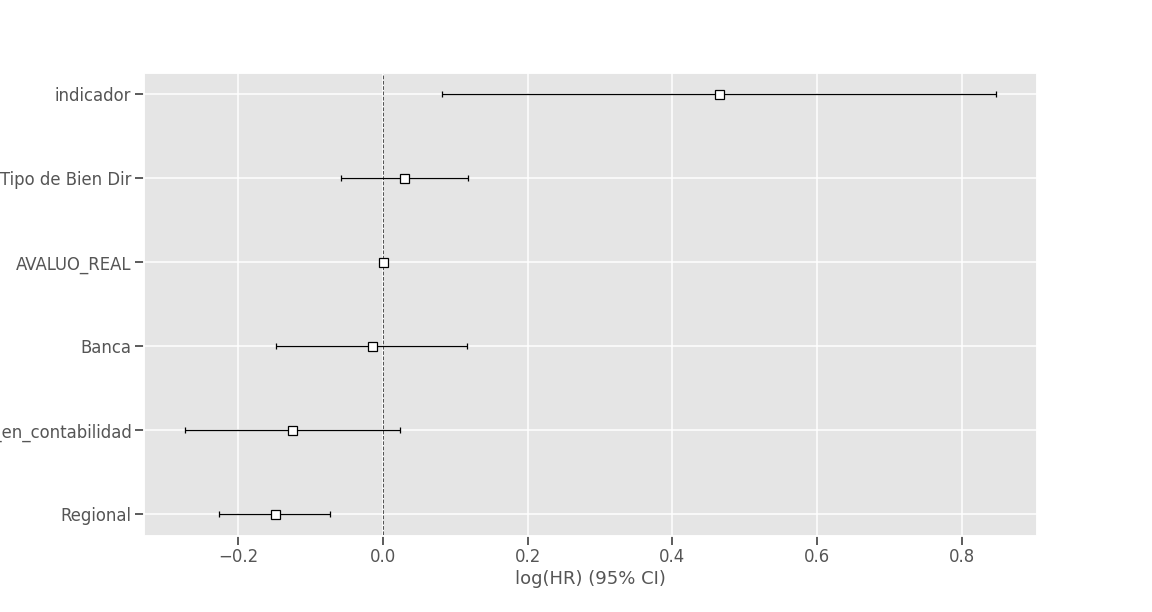 indicador
Tipo de Bien Dir
AVALUO_REAL
Banca
_en_contabilidad
Regional
−0.2 0.0 0.2 0.4 0.6 0.8
log(HR) (95% CI)